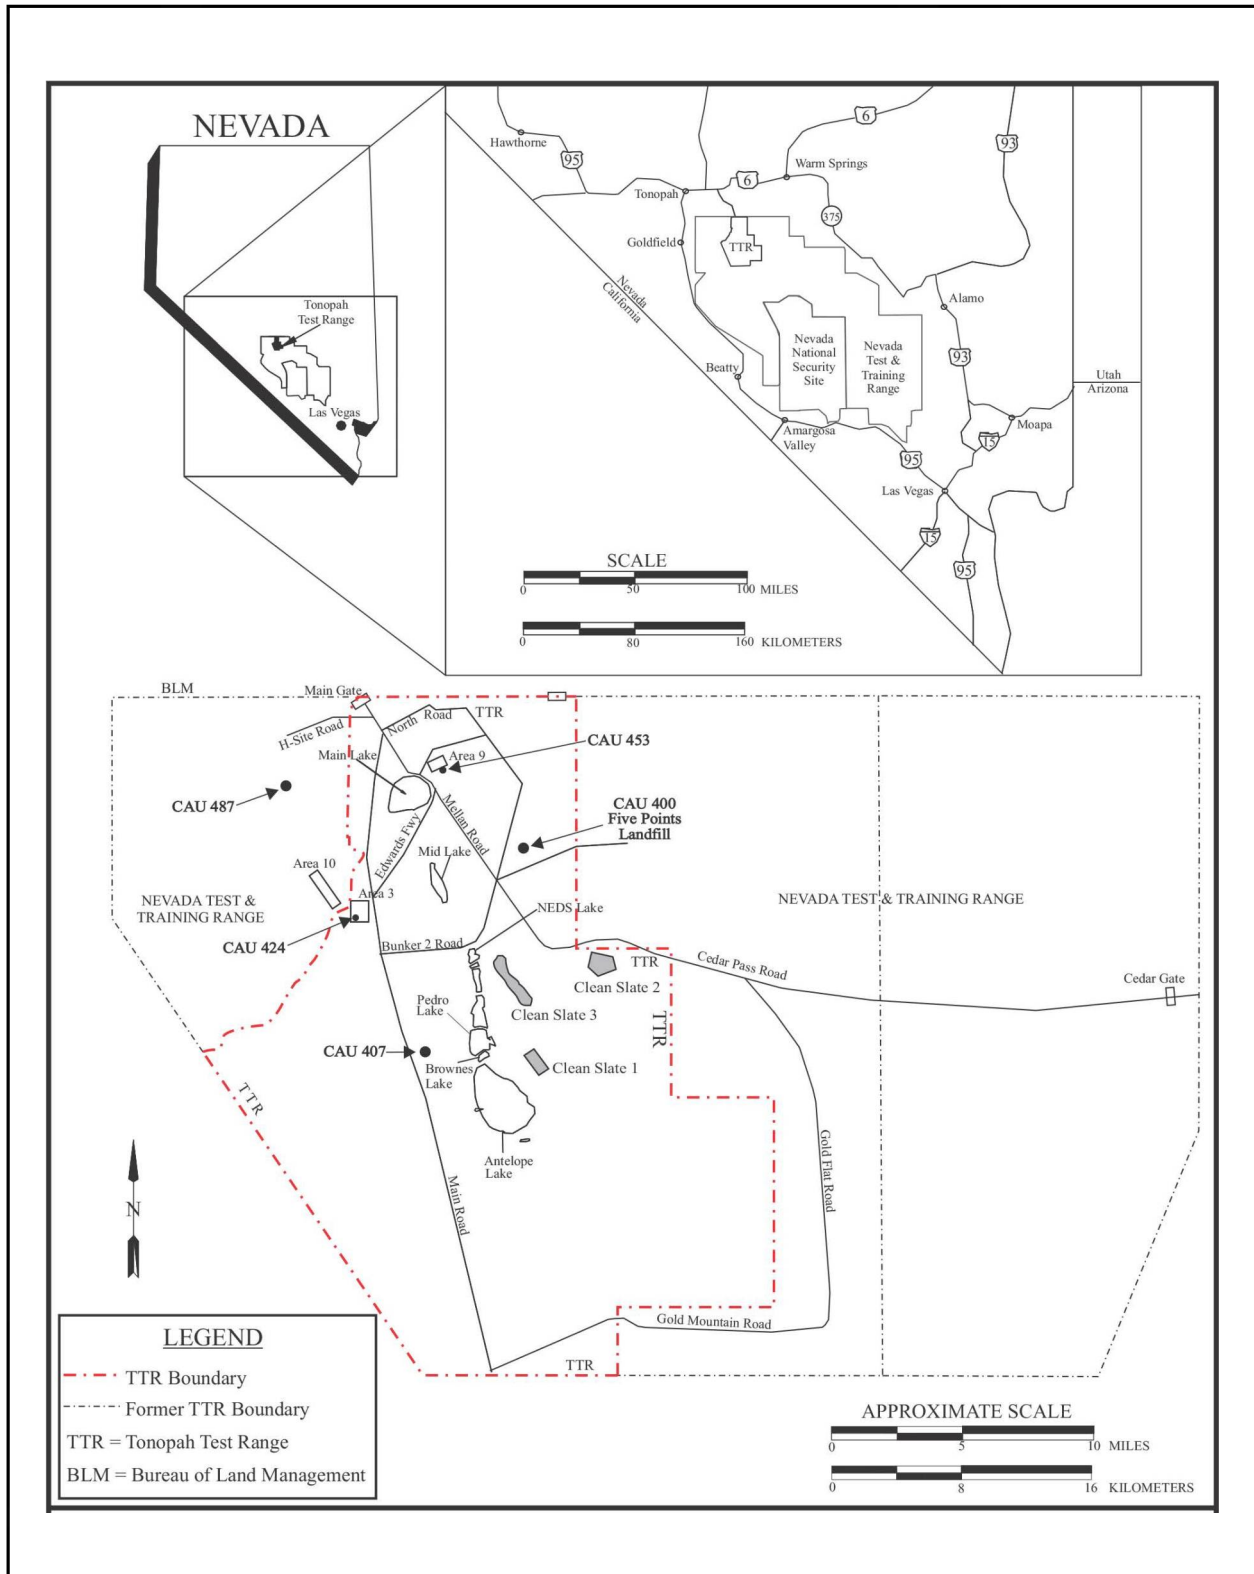 NEVADA
Tonopah
Test Range
Las Vegas
Hawthorne
95
6
93
Warm Springs
Tonopah
6
375
Goldfield
TTR
Nevada
California
Alamo
Nevada
National
Security
Site
Nevada
Test &
Training
Range
93
Beatty
Utah
Arizona
Amargosa
Valley
Moapa
15
95
Las Vegas
15
95
SCALE
0 50 100 MILES
0 80 160 KILOMETERS
BLM
Main Gate
H-Site Road
North Road
TTR
Main Lake
Area 9
CAU 453
CAU 487
CAU 400
Five Points
Landfill
Mellan Road
Edwards Fwy
Mid Lake
Area 10
Area 3
NEVADA TEST &
TRAINING RANGE
NEVADA TEST & TRAINING RANGE
NEDS Lake
CAU 424
Bunker 2 Road
TTR
Cedar Pass Road
Cedar Gate
Clean Slate 2
Pedro
Lake
Clean Slate 3
TTR
CAU 407
Brownes
Lake
Clean Slate 1
TTR
Antelope
Lake
Main Road
Gold Flat Road
N
Gold Mountain Road
TTR
LEGEND
TTR Boundary
Former TTR Boundary
TTR = Tonopah Test Range
BLM = Bureau of Land Management
APPROXIMATE SCALE
0 5 10 MILES
0 8 16 KILOMETERS